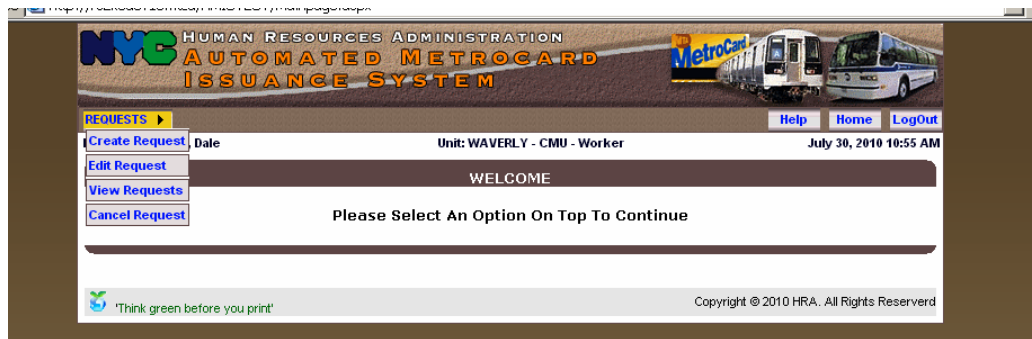 NYC HUMAN RESOURCES ADMINISTRATION
AUTOMATED METROCARD
ISSUANCE SYSTEM
MetroCard
REQUESTS
Help Home LogOut
Create Request , Dale Unit: WAVERLY - CMU - Worker July 30, 2010 10:55 AM
Edit Request
WELCOME
View Requests
Cancel Request Please Select An Option On Top To Continue
'Think green before you print' Copyright © 2010 HRA. All Rights Reserverd